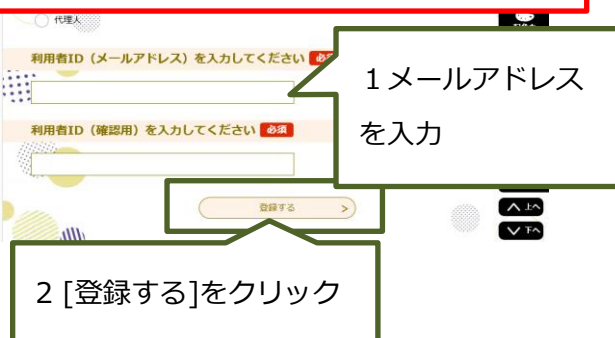 代理人
利用者ID（メールアドレス）を入力してください
1メールアドレス
を入力
利用者ID（確認用）を入力してください 必須
登録する
上へ
下へ
2 [登録する]をクリック